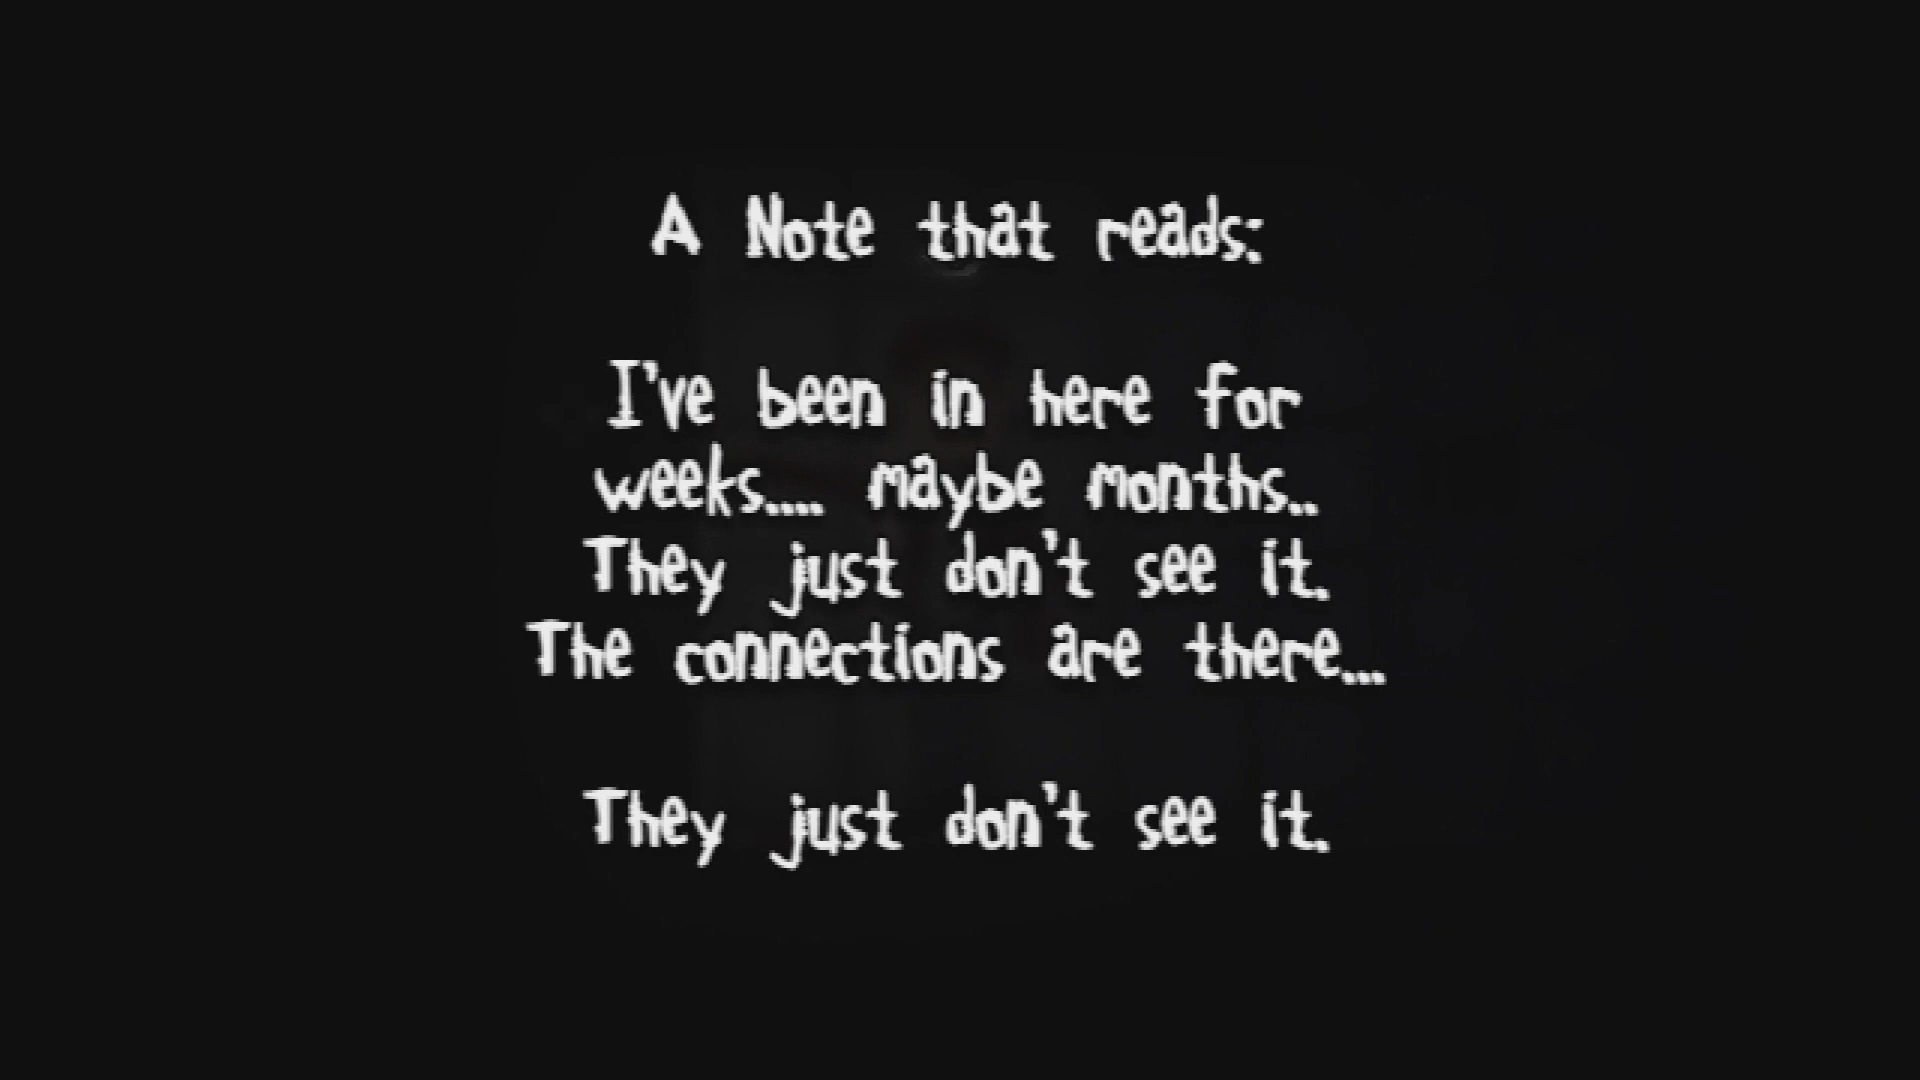 A Note that reads:
I've been in here for
weeks.... maybe months..
They just don't see it.
The connections are there...
They just don't see it.